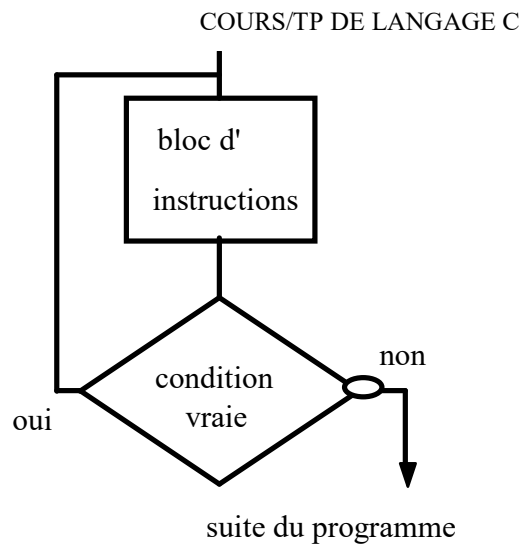 COURS/TP DE LANGAGE C
bloc d'
instructions
non
condition
vraie
oui
suite du programme